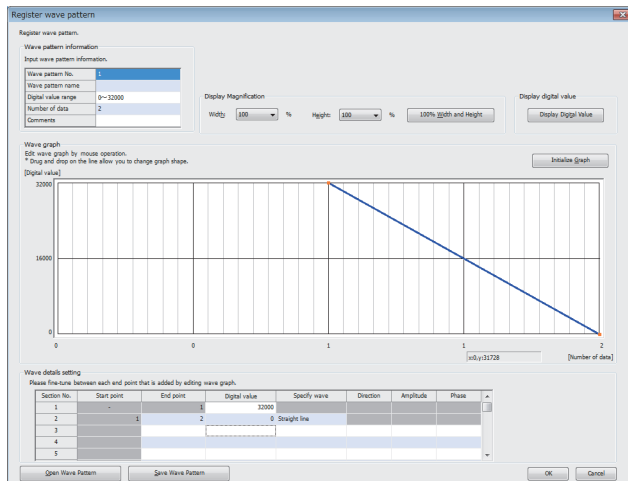 Register wave pattern
Register wave pattern.
Wave pattern information
Input wave pattern information.
Wave pattern No. 1
Wave pattern name
Digital value range 0~32000
Number of data 2
Comments
Display Magnification
Width 100 %
Height: 100 %
100% Width and Height
Display digital value
Display Digital Value
Wave graph
Edit wave graph by mouse operation.
* Drug and drop on the line allow you to change graph shape.
Initialize Graph
[Digital value]
32000
16000
0
0 0 1 1 2
x:0,y:31728
[Number of data]
Wave details setting
Please fine-tune between each end point that is added by editing wave graph.
Section No. Start point End point Digital value Specify wave Direction Amplitude Phase
1 - 1 32000
2 1 2 0 Straight line
3
4
5
Open Wave Pattern
Save Wave Pattern
OK
Cancel